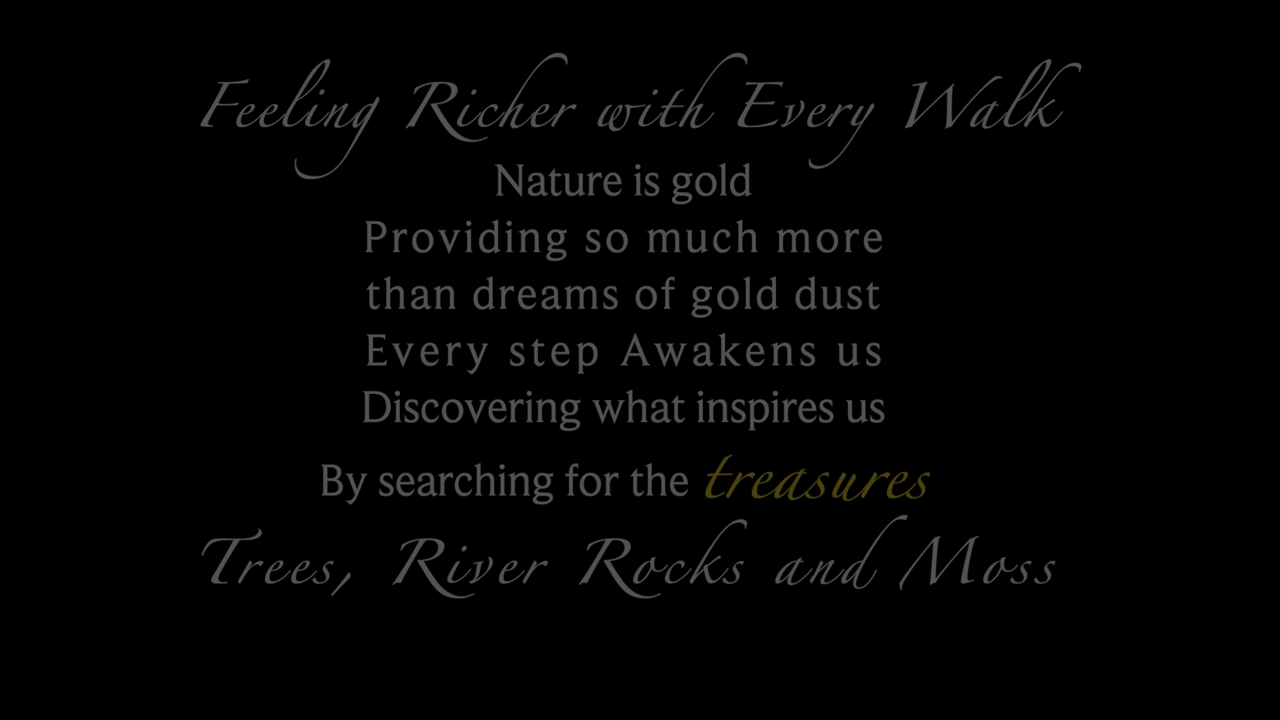 Feeling Richer with Every Walk
Nature is gold
Providing so much more
than dreams of gold dust
Every step Awakens us
Discovering what inspires us
By searching for the treasures
Trees, River Rocks and Moss